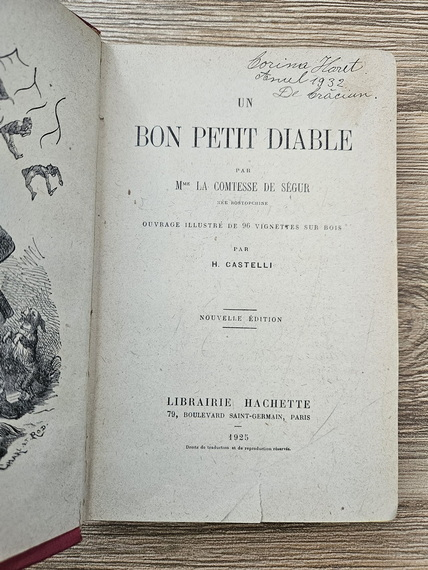 Corina Horet.
Anul 1932
De Crăciun.
UN
BON PETIT DIABLE
PAR
Mme LA COMTESSE DE SÉGUR
NÉE ROSTOPCHINE
OUVRAGE ILLUSTRÉ DE 96 VIGNETTES SUR BOIS
PAR
H. CASTELLI
NOUVELLE ÉDITION
LIBRAIRIE HACHETTE
79, BOULEVARD SAINT-GERMAIN, PARIS
1925
Droits de traduction et de reproduction réservés.